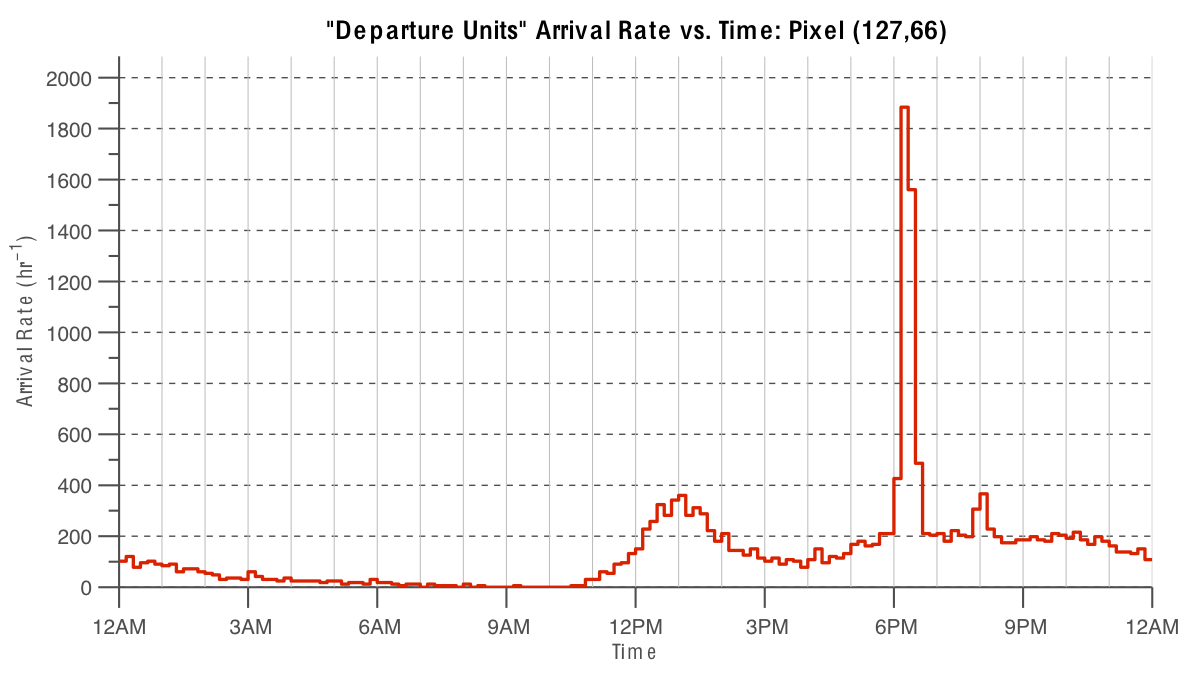 "Departure Units" Arrival Rate vs. Time: Pixel (127,66)
2000
1800
1600
1400
1200
1000
800
600
400
200
0
Arrival Rate (hr⁻¹)
12AM 3AM 6AM 9AM 12PM 3PM 6PM 9PM 12AM
Time